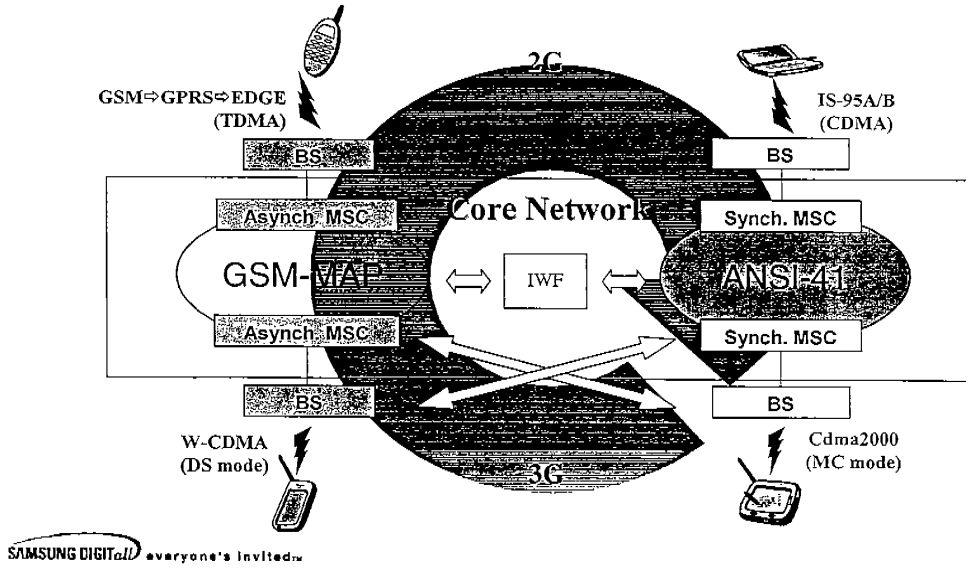 2G
GSM⇨GPRS⇨EDGE
(TDMA)
IS-95A/B
(CDMA)
BS
BS
Asynch. MSC
Core Network
Synch. MSC
GSM-MAP
IWF
ANSI-41
Asynch. MSC
Synch. MSC
BS
BS
W-CDMA
(DS mode)
3G
Cdma2000
(MC mode)
SAMSUNG DIGITall everyone's invited™